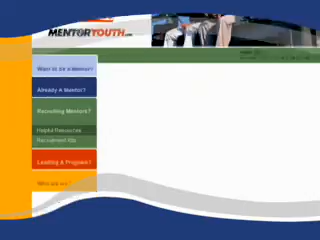 MENTORYOUTH.COM
Want to be a Mentor?
Already A Mentor?
Recruiting Mentors?
Helpful Resources
Recruitment Kits
Leading A Program?
Who are we?